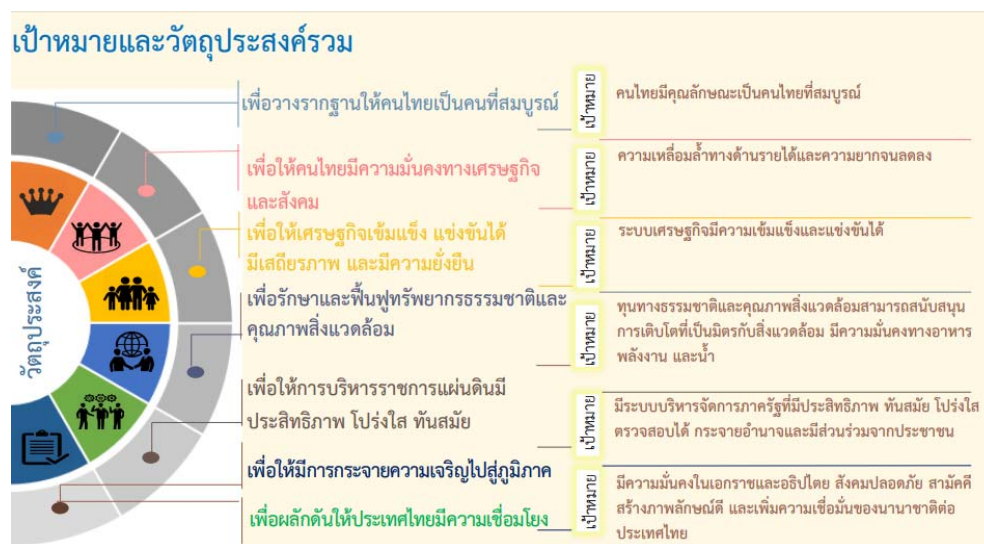 เป้าหมายและวัตถุประสงค์รวม
วัตถุประสงค์
เพื่อวางรากฐานให้คนไทยเป็นคนที่สมบูรณ์
เป้าหมาย
คนไทยมีคุณลักษณะเป็นคนไทยที่สมบูรณ์
เพื่อให้คนไทยมีความมั่นคงทางเศรษฐกิจ
และสังคม
เป้าหมาย
ความเหลื่อมล้ำทางด้านรายได้และความยากจนลดลง
เพื่อให้เศรษฐกิจเข้มแข็ง แข่งขันได้
มีเสถียรภาพ และมีความยั่งยืน
เป้าหมาย
ระบบเศรษฐกิจมีความเข้มแข็งและแข่งขันได้
เพื่อรักษาและฟื้นฟูทรัพยากรธรรมชาติและ
คุณภาพสิ่งแวดล้อม
เป้าหมาย
ทุนทางธรรมชาติและคุณภาพสิ่งแวดล้อมสามารถสนับสนุน
การเติบโตที่เป็นมิตรกับสิ่งแวดล้อม มีความมั่นคงทางอาหาร
พลังงาน และน้ำ
เพื่อให้การบริหารราชการแผ่นดินมี
ประสิทธิภาพ โปร่งใส ทันสมัย
เป้าหมาย
มีระบบบริหารจัดการภาครัฐที่มีประสิทธิภาพ ทันสมัย โปร่งใส
ตรวจสอบได้ กระจายอำนาจและมีส่วนร่วมจากประชาชน
เพื่อให้มีการกระจายความเจริญไปสู่ภูมิภาค
เพื่อผลักดันให้ประเทศไทยมีความเชื่อมโยง
เป้าหมาย
มีความมั่นคงในเอกราชและอธิปไตย สังคมปลอดภัย สามัคคี
สร้างภาพลักษณ์ดี และเพิ่มความเชื่อมั่นของนานาชาติต่อ
ประเทศไทย